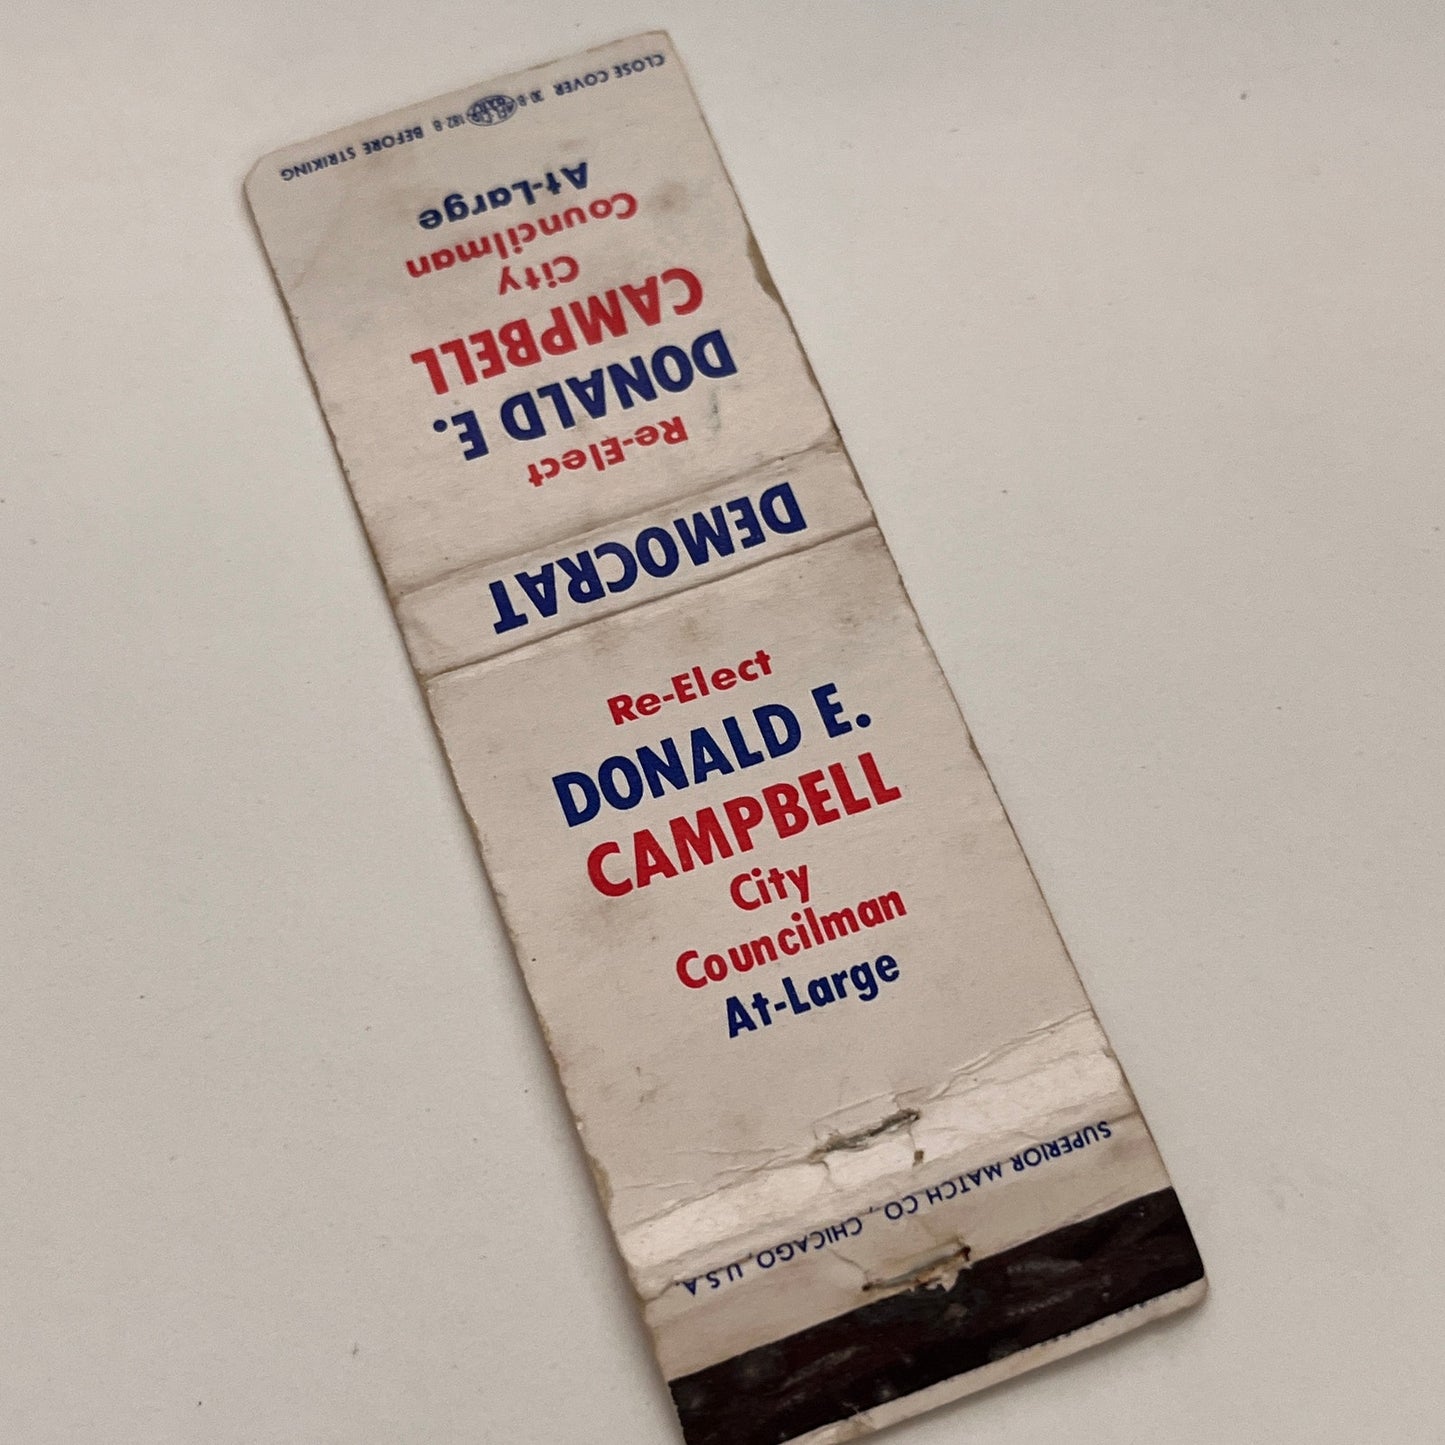 CLOSE COVER BEFORE STRIKING
Re-Elect
DONALD E.
CAMPBELL
City
Councilman
At-Large
DEMOCRAT
Re-Elect
DONALD E.
CAMPBELL
City
Councilman
At-Large
SUPERIOR MATCH CO., CHICAGO, U.S.A.